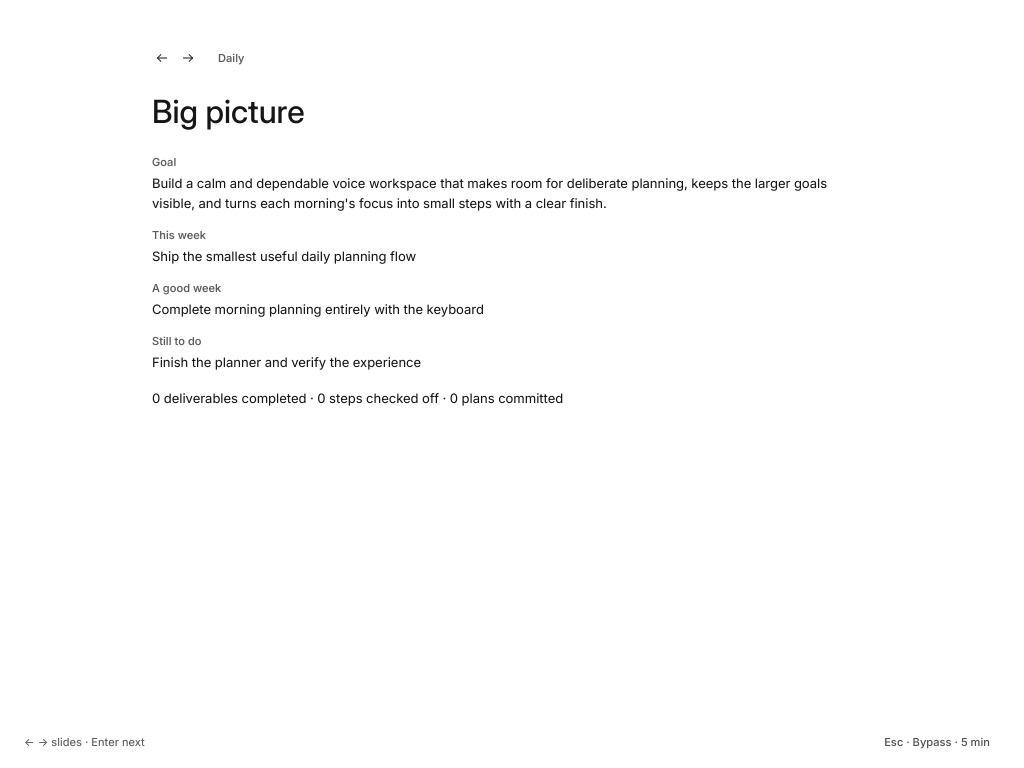 ← → Daily
Big picture
Goal
Build a calm and dependable voice workspace that makes room for deliberate planning, keeps the larger goals
visible, and turns each morning's focus into small steps with a clear finish.
This week
Ship the smallest useful daily planning flow
A good week
Complete morning planning entirely with the keyboard
Still to do
Finish the planner and verify the experience
0 deliverables completed · 0 steps checked off · 0 plans committed
← → slides · Enter next
Esc · Bypass · 5 min